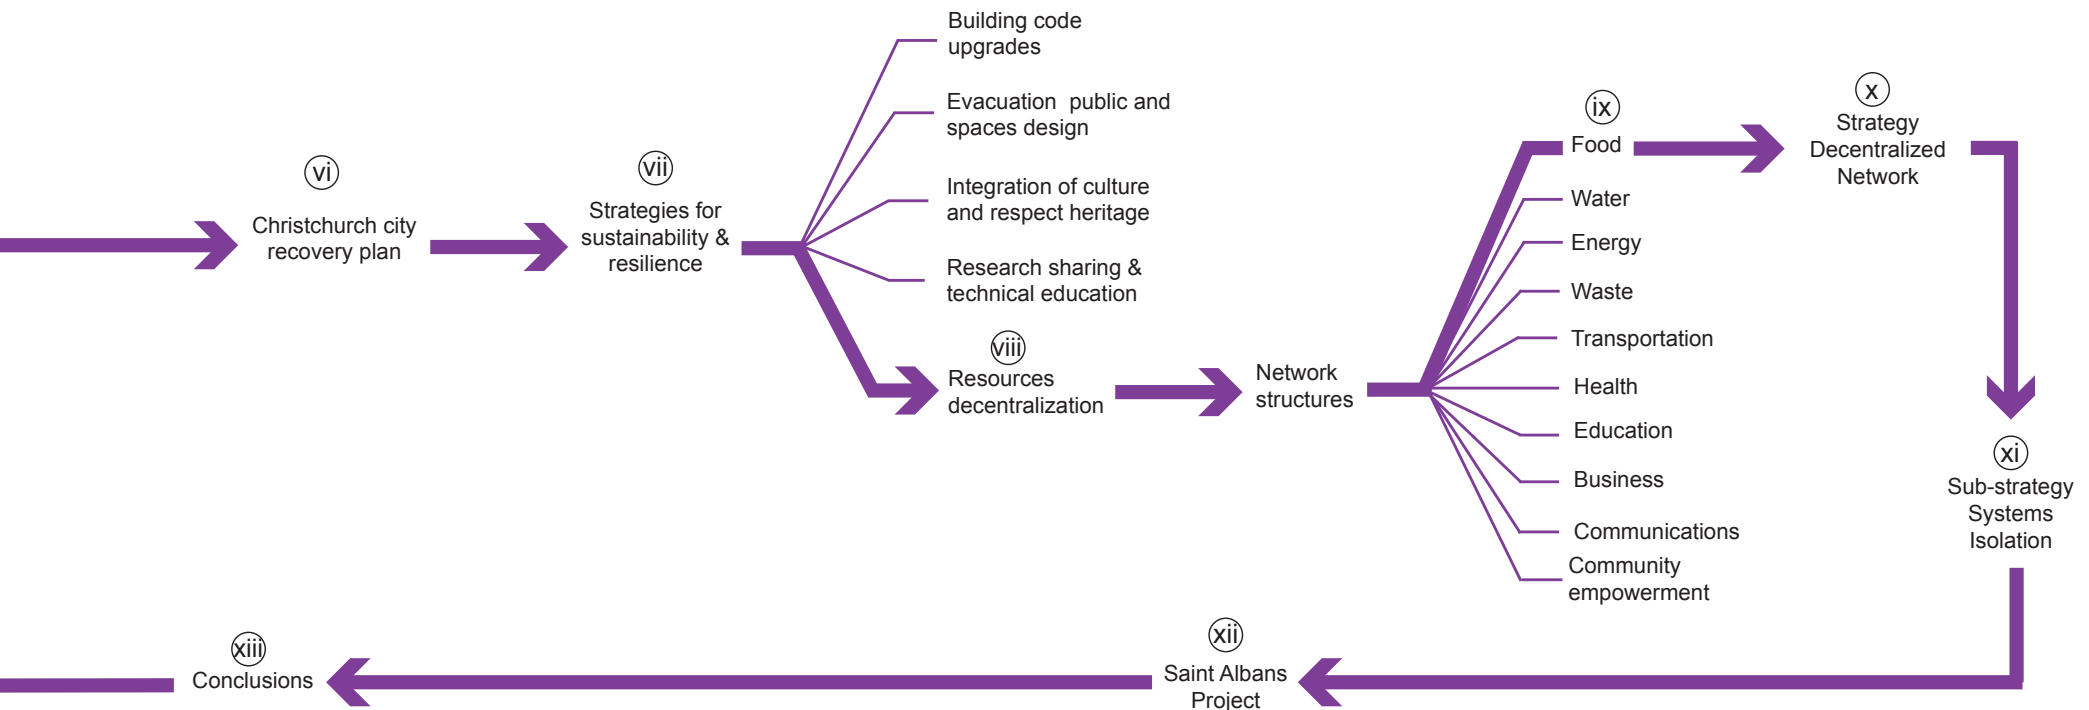 vi
Christchurch city
recovery plan
vii
Strategies for
sustainability &
resilience
Building code
upgrades
Evacuation  public and
spaces design
Integration of culture
and respect heritage
Research sharing &
technical education
viii
Resources
decentralization
Network
structures
ix
Food
Water
Energy
Waste
Transportation
Health
Education
Business
Communications
Community
empowerment
x
Strategy
Decentralized
Network
xi
Sub-strategy
Systems
Isolation
xii
Saint Albans
Project
xiii
Conclusions